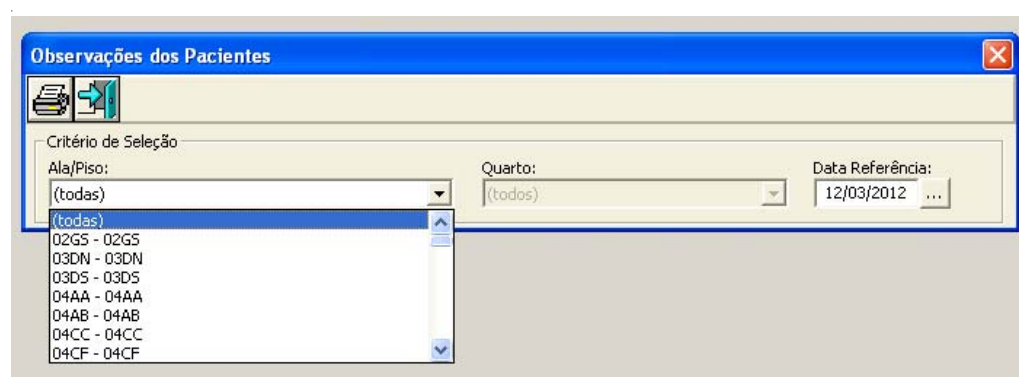 Observações dos Pacientes
Critério de Seleção
Ala/Piso: Quarto: Data Referência:
(todas) (todos) 12/03/2012 ...
(todas)
02GS - 02GS
03DN - 03DN
03DS - 03DS
04AA - 04AA
04AB - 04AB
04CC - 04CC
04CF - 04CF